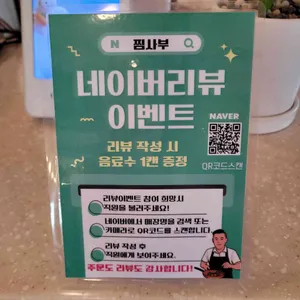 N 찡사부
네이버리뷰
이벤트
NAVER
리뷰 작성 시
음료수 1캔 증정
QR코드스캔
리뷰이벤트 참여 희망시
직원을 불러주세요!
네이버에서 매장명을 검색 또는
카메라로 QR코드를 스캔합니다
리뷰 작성 후
직원에게 보여주세요.
주문도 리뷰도 감사합니다!